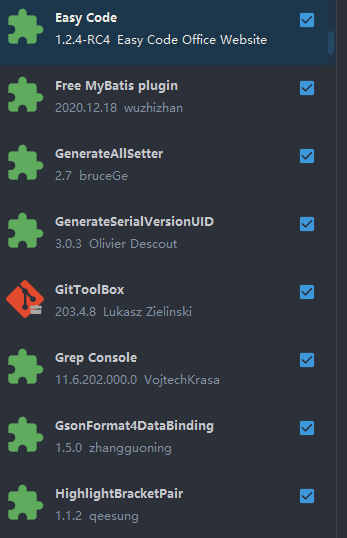 Easy Code
1.2.4-RC4 Easy Code Office Website
Free MyBatis plugin
2020.12.18 wuzhizhan
GenerateAllSetter
2.7 bruceGe
GenerateSerialVersionUID
3.0.3 Olivier Descout
GitToolBox
203.4.8 Lukasz Zielinski
Grep Console
11.6.202.000.0 VojtechKrasa
GsonFormat4DataBinding
1.5.0 zhangguoning
HighlightBracketPair
1.1.2 qeesung